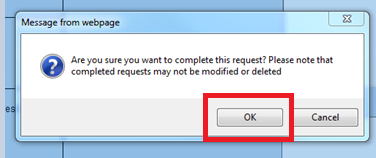 Message from webpage
Are you sure you want to complete this request? Please note that
completed requests may not be modified or deleted
es
OK
Cancel